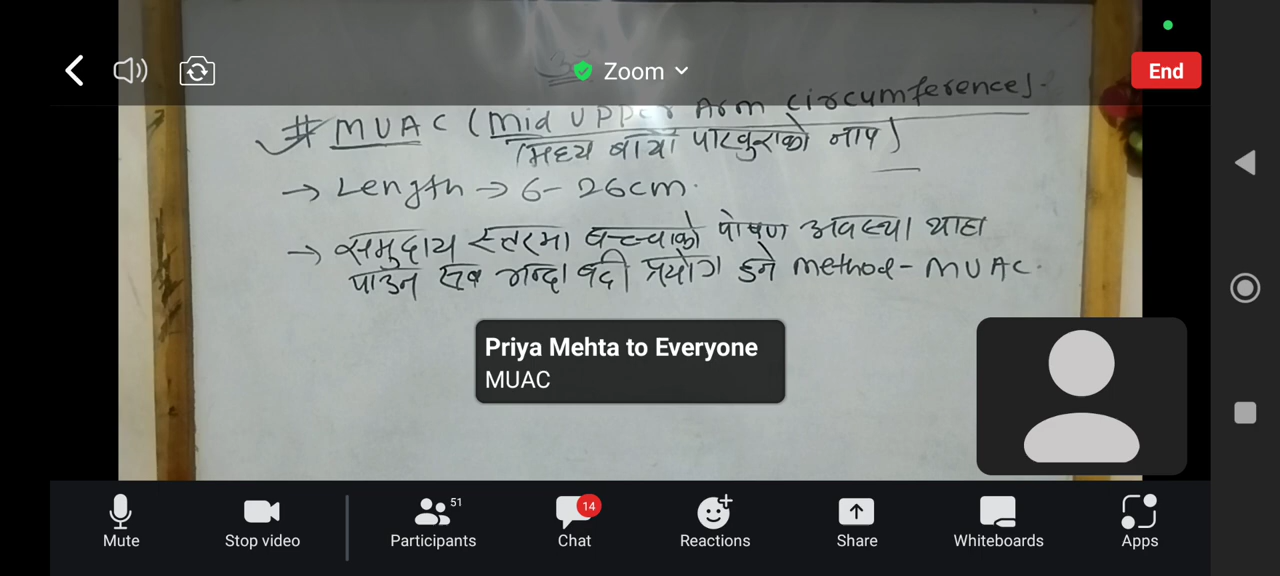 Zoom
End
# MUAC (Mid UPPer Arm circumference).
(मध्य बायाँ पाखुराको नाप)
→ Length → 6-26cm.
→ समुदाय स्तरमा बच्चाको पोषण अवस्था थाहा
पाउन सब भन्दा बढी प्रयोग हुने method - MUAC.
Priya Mehta to Everyone
MUAC
51
14
Mute
Stop video
Participants
Chat
Reactions
Share
Whiteboards
Apps